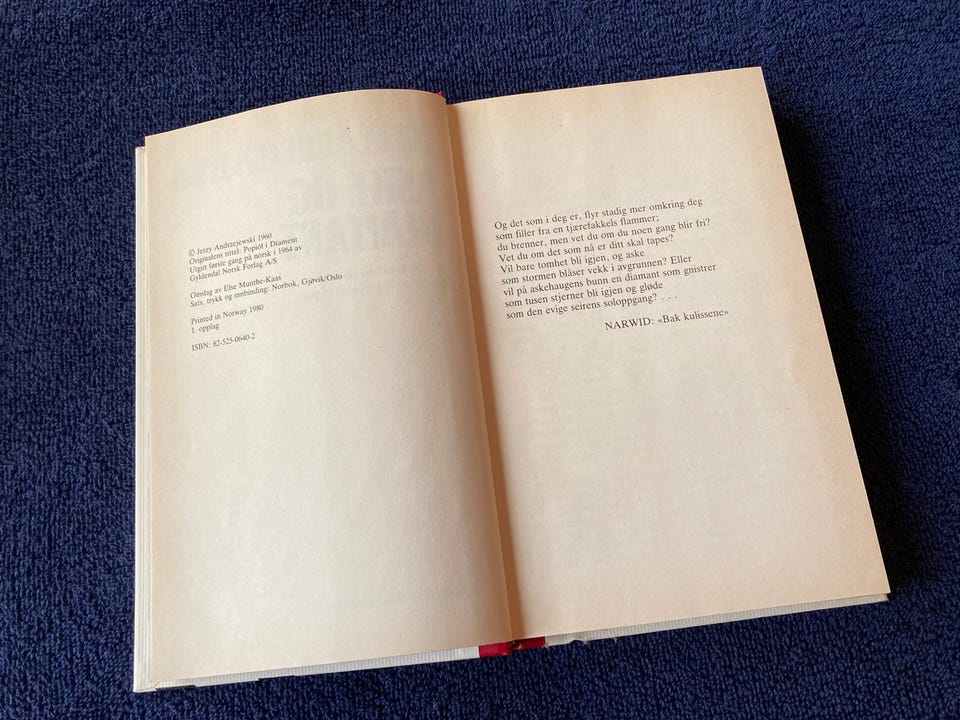 © Jerzy Andrzejewski 1960
Originalens tittel: Popiól i Diament
Utgitt første gang på norsk i 1964 av
Gyldendal Norsk Forlag A/S
Omslag av Else Munthe-Kaas
Sats, trykk og innbinding: Norbok, Gjøvik/Oslo
Printed in Norway 1980
1. opplag
ISBN: 82-525-0640-2
Og det som i deg er, flyr stadig mer omkring deg
som filler fra en tjærefakkels flammer;
du brenner, men vet du om du noen gang blir fri?
Vet du om det som nå er ditt skal tapes?
Vil bare tomhet bli igjen, og aske
som stormen blåser vekk i avgrunnen? Eller
vil på askehaugens bunn en diamant som gnistrer
som tusen stjerner bli igjen og gløde
som den evige seirens soloppgang? . . .
NARWID: «Bak kulissene»